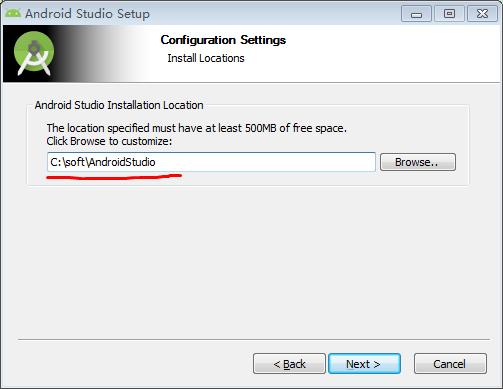 Android Studio Setup
Configuration Settings
Install Locations
Android Studio Installation Location
The location specified must have at least 500MB of free space.
Click Browse to customize:
C:\soft\AndroidStudio
Browse..
< Back
Next >
Cancel